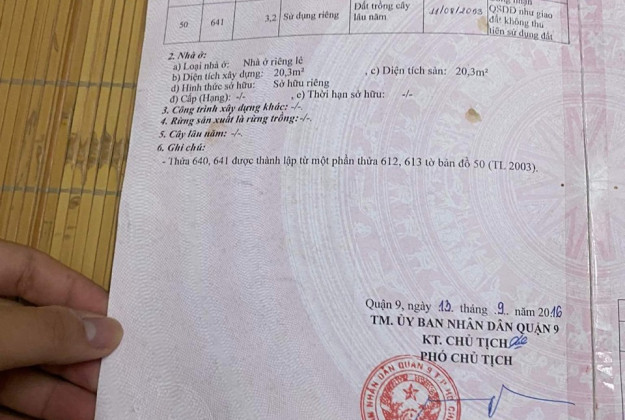 50 641 3,2 Sử dụng riêng Đất trồng cây lâu năm 11/08/2063 QSDĐ như giao đất không thu tiền sử dụng đất
2. Nhà ở:
a) Loại nhà ở: Nhà ở riêng lẻ
b) Diện tích xây dựng: 20,3m² , c) Diện tích sàn: 20,3m²
d) Hình thức sở hữu: Sở hữu riêng
đ) Cấp (Hạng): -/- , e) Thời hạn sở hữu: -/-
3. Công trình xây dựng khác: -/-.
4. Rừng sản xuất là rừng trồng: -/-.
5. Cây lâu năm: -/-
6. Ghi chú:
- Thửa 640, 641 được thành lập từ một phần thửa 612, 613 tờ bản đồ 50 (TL 2003).
Quận 9, ngày tháng .9.. năm 2016
TM. ỦY BAN NHÂN DÂN QUẬN 9
KT. CHỦ TỊCH
PHÓ CHỦ TỊCH
NHÂN DÂN QUẬN 9 T.P HỒ